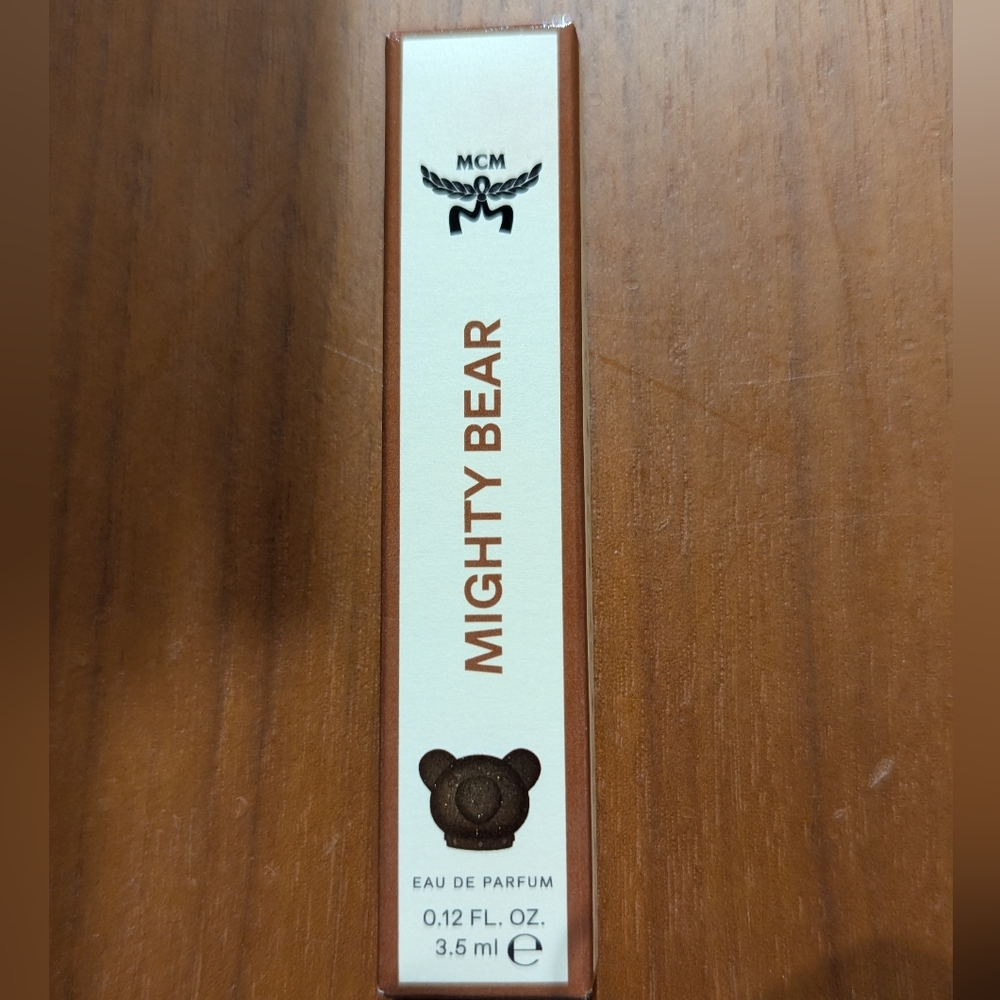 MCM
MIGHTY BEAR
EAU DE PARFUM
0.12 FL. OZ.
3.5 ml ℮